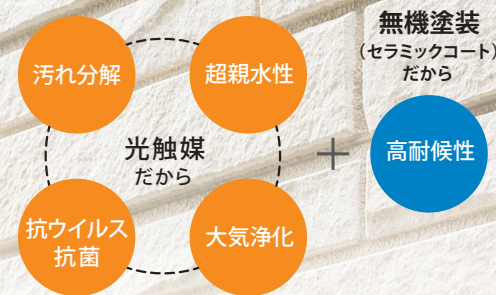 汚れ分解
超親水性
光触媒
だから
抗ウイルス
抗菌
大気浄化
＋
無機塗装
（セラミックコート）
だから
高耐候性